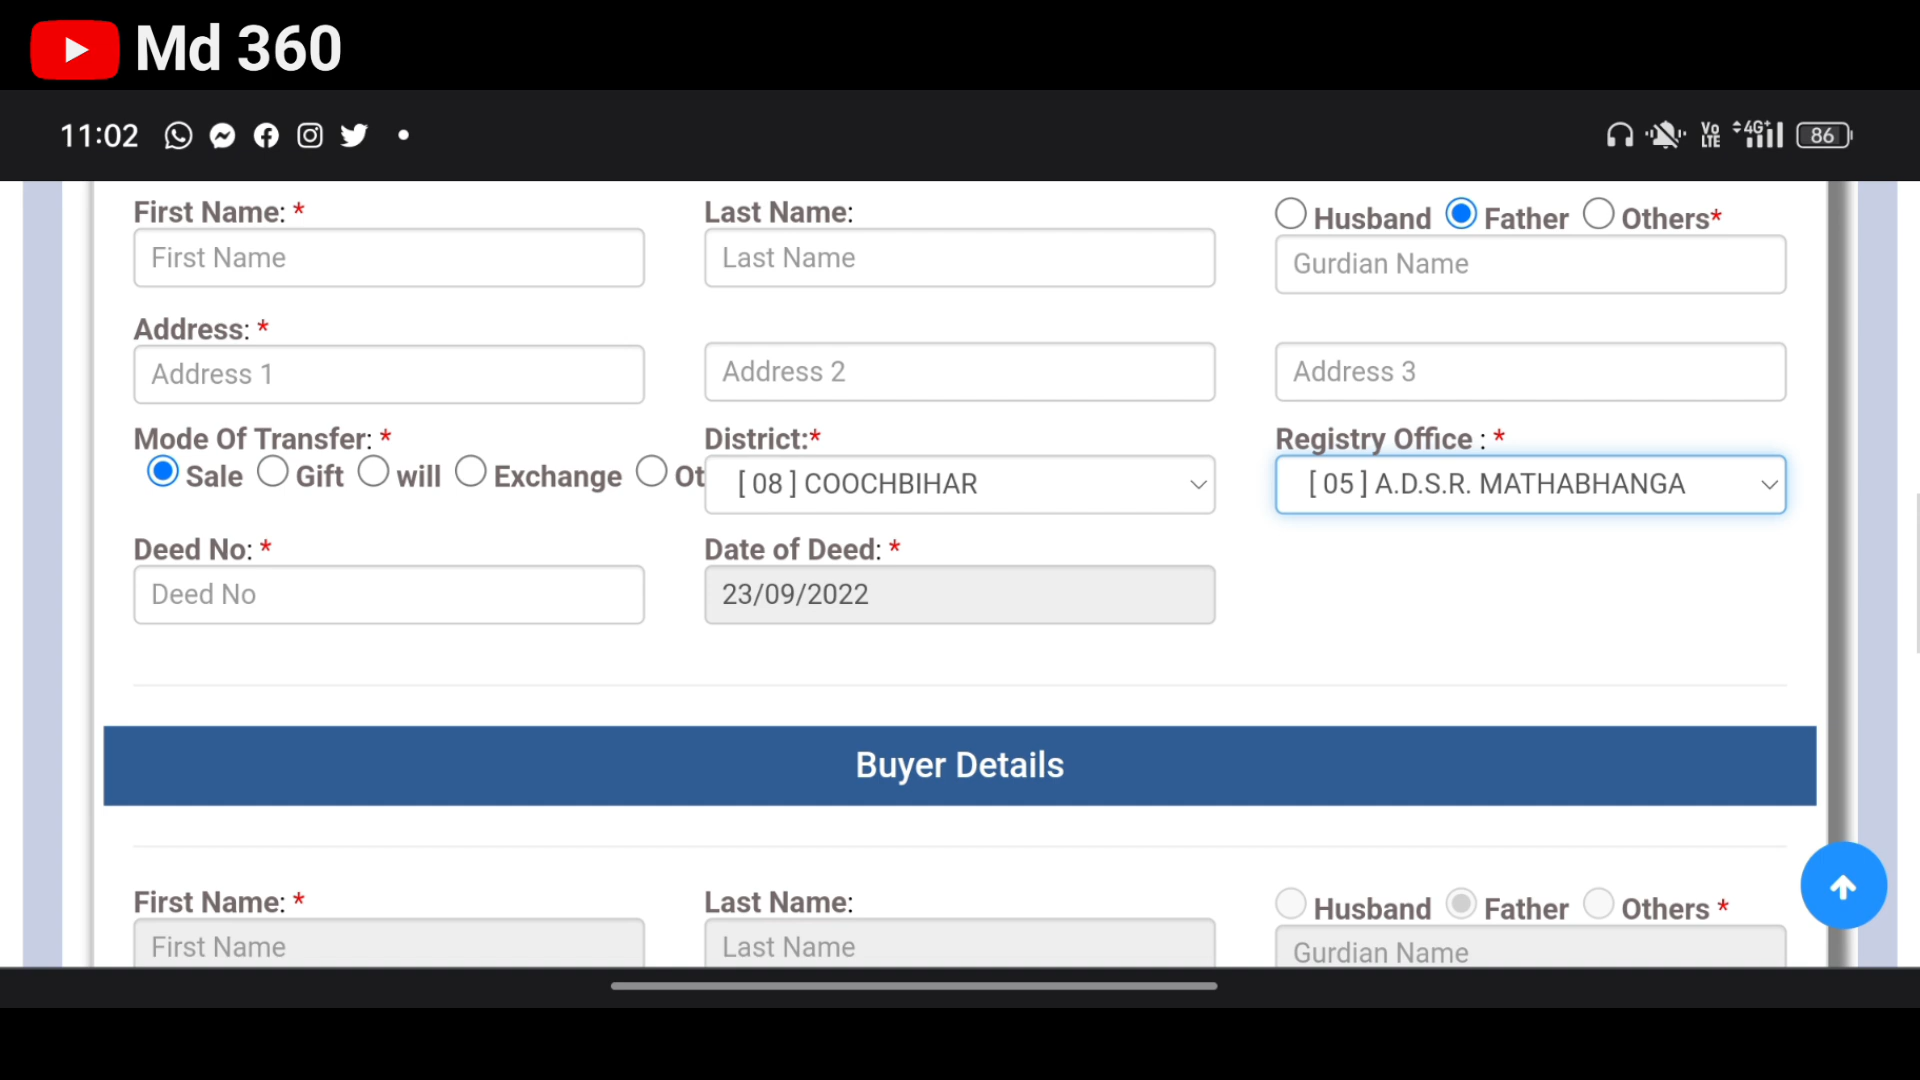 Md 360
11:02
Vo LTE 4G+ 86
First Name: * Last Name: Husband Father Others*
First Name Last Name Gurdian Name
Address: *
Address 1 Address 2 Address 3
Mode Of Transfer: * District:* Registry Office : *
Sale Gift will Exchange Ot [ 08 ] COOCHBIHAR [ 05 ] A.D.S.R. MATHABHANGA
Deed No: * Date of Deed: *
Deed No 23/09/2022
Buyer Details
First Name: * Last Name: Husband Father Others *
First Name Last Name Gurdian Name